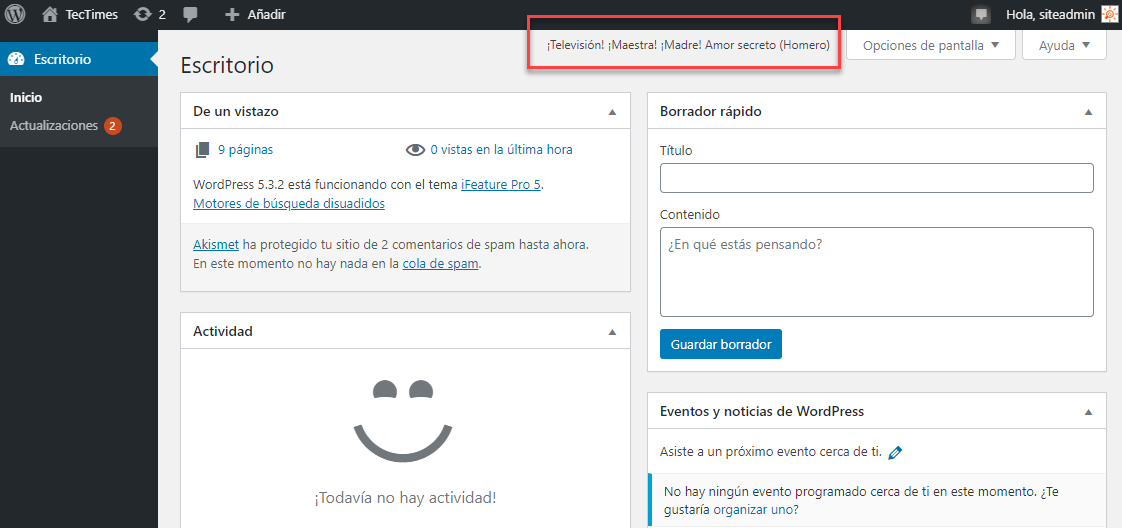 TecTimes
2
Añadir
Hola, siteadmin
Escritorio
Inicio
Actualizaciones 2
¡Televisión! ¡Maestra! ¡Madre! Amor secreto (Homero)
Opciones de pantalla
Ayuda
Escritorio
De un vistazo
9 páginas
0 vistas en la última hora
WordPress 5.3.2 está funcionando con el tema iFeature Pro 5.
Motores de búsqueda disuadidos
Akismet ha protegido tu sitio de 2 comentarios de spam hasta ahora.
En este momento no hay nada en la cola de spam.
Actividad
¡Todavía no hay actividad!
Borrador rápido
Título
Contenido
¿En qué estás pensando?
Guardar borrador
Eventos y noticias de WordPress
Asiste a un próximo evento cerca de ti.
No hay ningún evento programado cerca de ti en este momento. ¿Te
gustaría organizar uno?